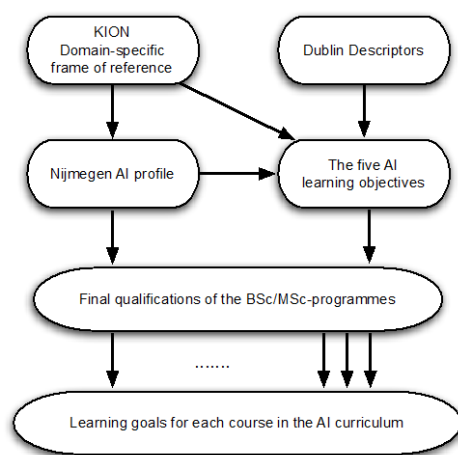 KION
Domain-specific
frame of reference
Dublin Descriptors
Nijmegen AI profile
The five AI
learning objectives
Final qualifications of the BSc/MSc-programmes
.......
Learning goals for each course in the AI curriculum